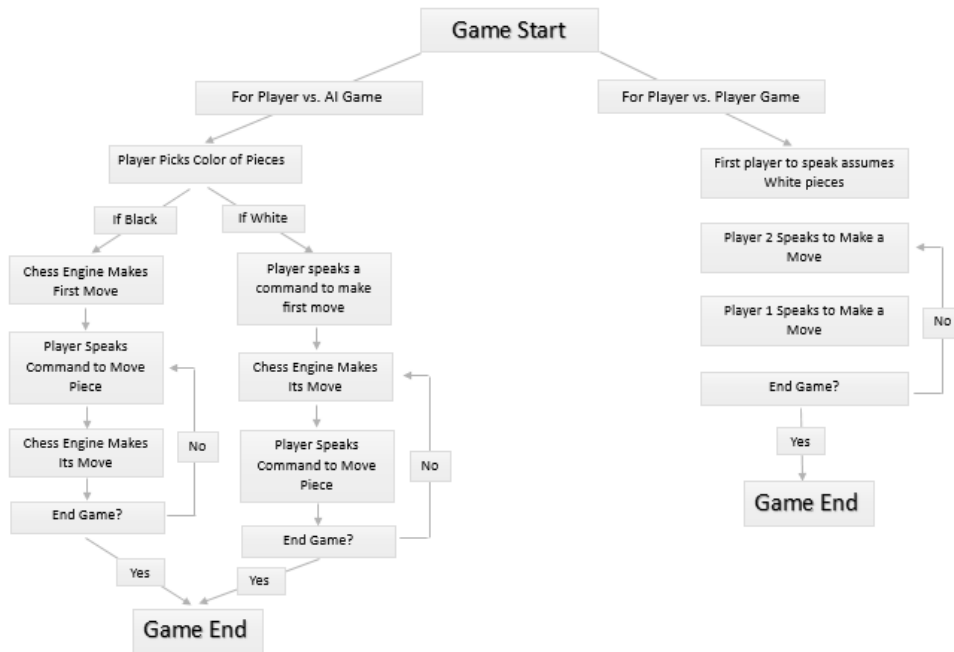 Game Start
For Player vs. AI Game
For Player vs. Player Game
Player Picks Color of Pieces
First player to speak assumes
White pieces
If Black
If White
Chess Engine Makes
First Move
Player speaks a
command to make
first move
Player 2 Speaks to Make a
Move
Player Speaks
Command to Move
Piece
Chess Engine Makes
Its Move
Player 1 Speaks to Make a
Move
No
Chess Engine Makes
Its Move
No
Player Speaks
Command to Move
Piece
No
End Game?
Yes
End Game?
End Game?
Yes
Yes
Game End
Game End